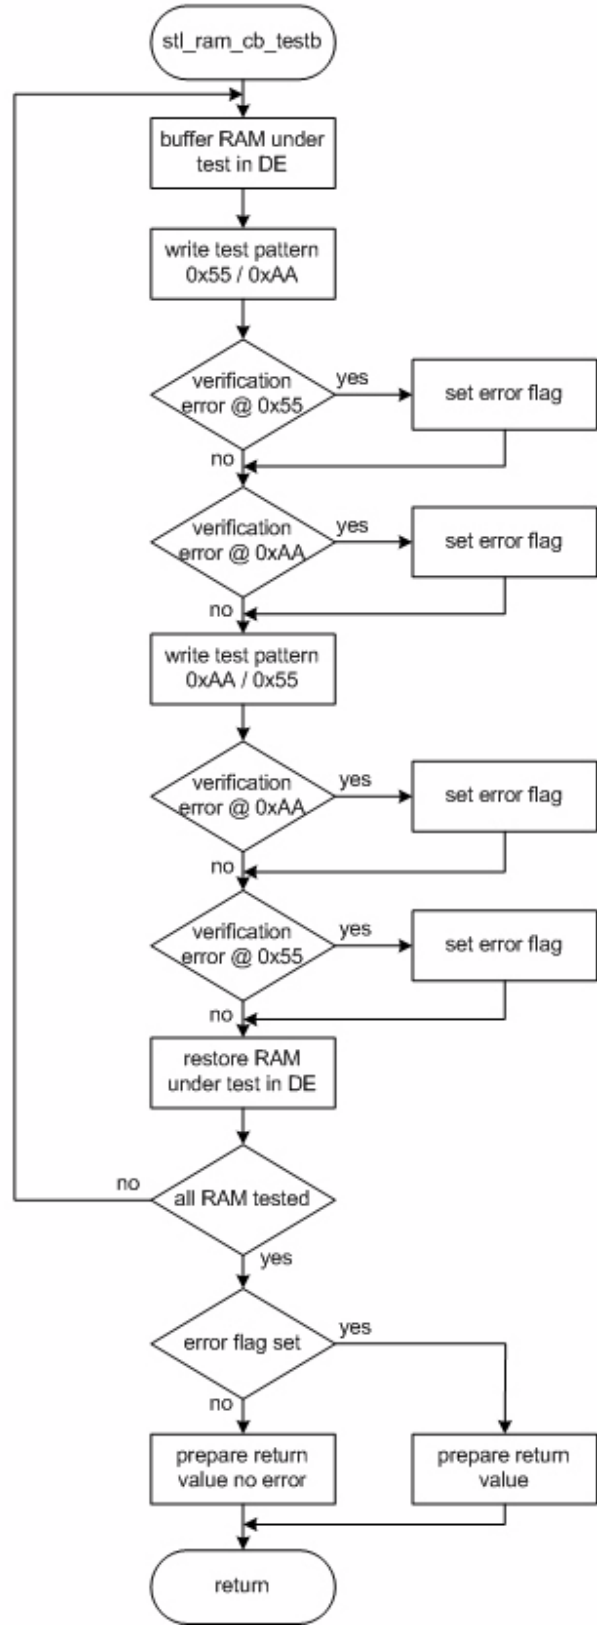 stl_ram_cb_testb
buffer RAM under
test in DE
write test pattern
0x55 / 0xAA
verification
error @ 0x55
yes
set error flag
no
verification
error @ 0xAA
yes
set error flag
no
write test pattern
0xAA / 0x55
verification
error @ 0xAA
yes
set error flag
no
verification
error @ 0x55
yes
set error flag
no
restore RAM
under test in DE
no
all RAM tested
yes
error flag set
yes
no
prepare return
value no error
prepare return
value
return